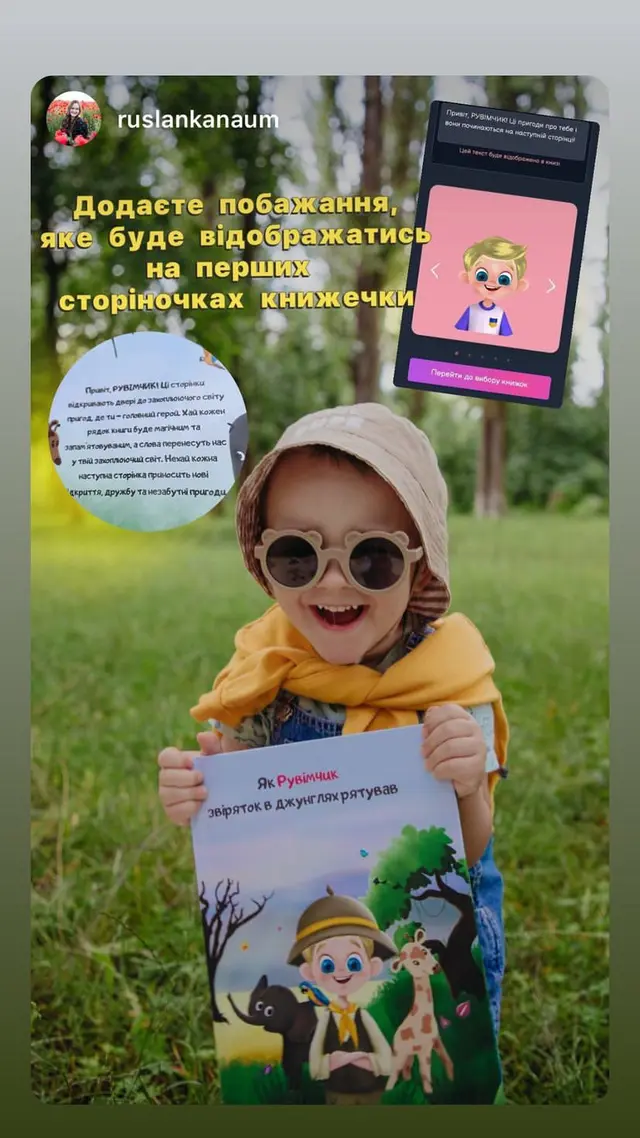 ruslankanaum
Привіт, РУВІМЧИК! Ці пригоди про тебе і
вони починаються на наступній сторінці!
Цей текст буде відображено в книзі
Додаєте побажання,
яке буде відображатись
на перших
сторіночках книжечки
Перейти до вибору книжок
Привіт, РУВІМЧИК! Ці сторінки
відкривають двері до захоплюючого світу
пригод, де ти – головний герой. Хай кожен
рядок книги буде магічним та
запам'ятовуваним, а слова перенесуть нас
у твій захоплюючий світ. Нехай кожна
наступна сторінка приносить нові
дкриття, дружбу та незабутні пригоди
Як Рувімчик
звіряток в джунглях рятував